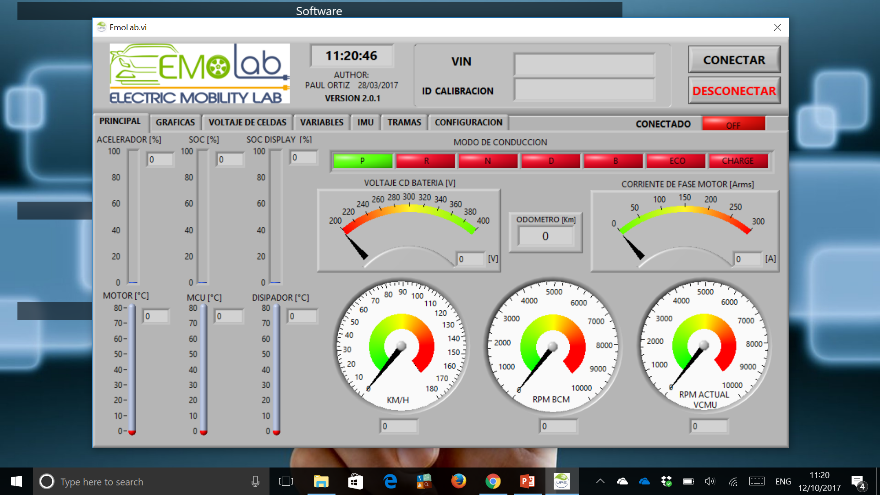 Software
EmoLab.vi
EMOlab
ELECTRIC MOBILITY LAB
11:20:46
AUTHOR:
PAUL ORTIZ 28/03/2017
VERSION 2.0.1
VIN
ID CALIBRACION
CONECTAR
DESCONECTAR
PRINCIPAL GRAFICAS VOLTAJE DE CELDAS VARIABLES IMU TRAMAS CONFIGURACION
CONECTADO OFF
ACELERADOR [%] SOC [%] SOC DISPLAY [%]
100 0 100 0 100 0
80 80 80
60 60 60
40 40 40
20 20 20
0 0 0
MODO DE CONDUCCION
P R N D B ECO CHARGE
VOLTAJE CD BATERIA [V]
200 220 240 260 280 300 320 340 360 380 400
0 [V]
ODOMETRO [Km]
0
CORRIENTE DE FASE MOTOR [Arms]
0 50 100 150 200 250 300
0 [A]
MOTOR [°C] MCU [°C] DISIPADOR [°C]
80 0 80 0 80 0
70 70 70
60 60 60
50 50 50
40 40 40
30 30 30
20 20 20
10 10 10
0 0 0
0 10 20 30 40 50 60 70 80 90 100 110 120 130 140 150 160 170 180
KM/H
0
0 1000 2000 3000 4000 5000 6000 7000 8000 9000 10000
RPM BCM
0
0 1000 2000 3000 4000 5000 6000 7000 8000 9000 10000
RPM ACTUAL
VCMU
0
Type here to search
ENG
11:20
12/10/2017
4